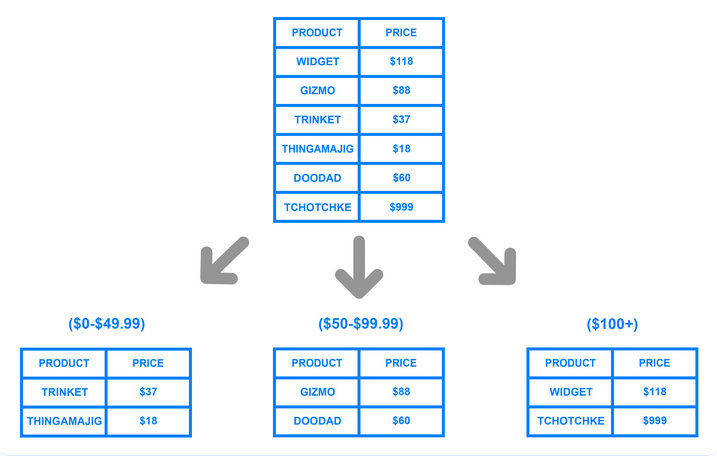 PRODUCT PRICE
WIDGET $118
GIZMO $88
TRINKET $37
THINGAMAJIG $18
DOODAD $60
TCHOTCHKE $999
($0-$49.99)
PRODUCT PRICE
TRINKET $37
THINGAMAJIG $18
($50-$99.99)
PRODUCT PRICE
GIZMO $88
DOODAD $60
($100+)
PRODUCT PRICE
WIDGET $118
TCHOTCHKE $999